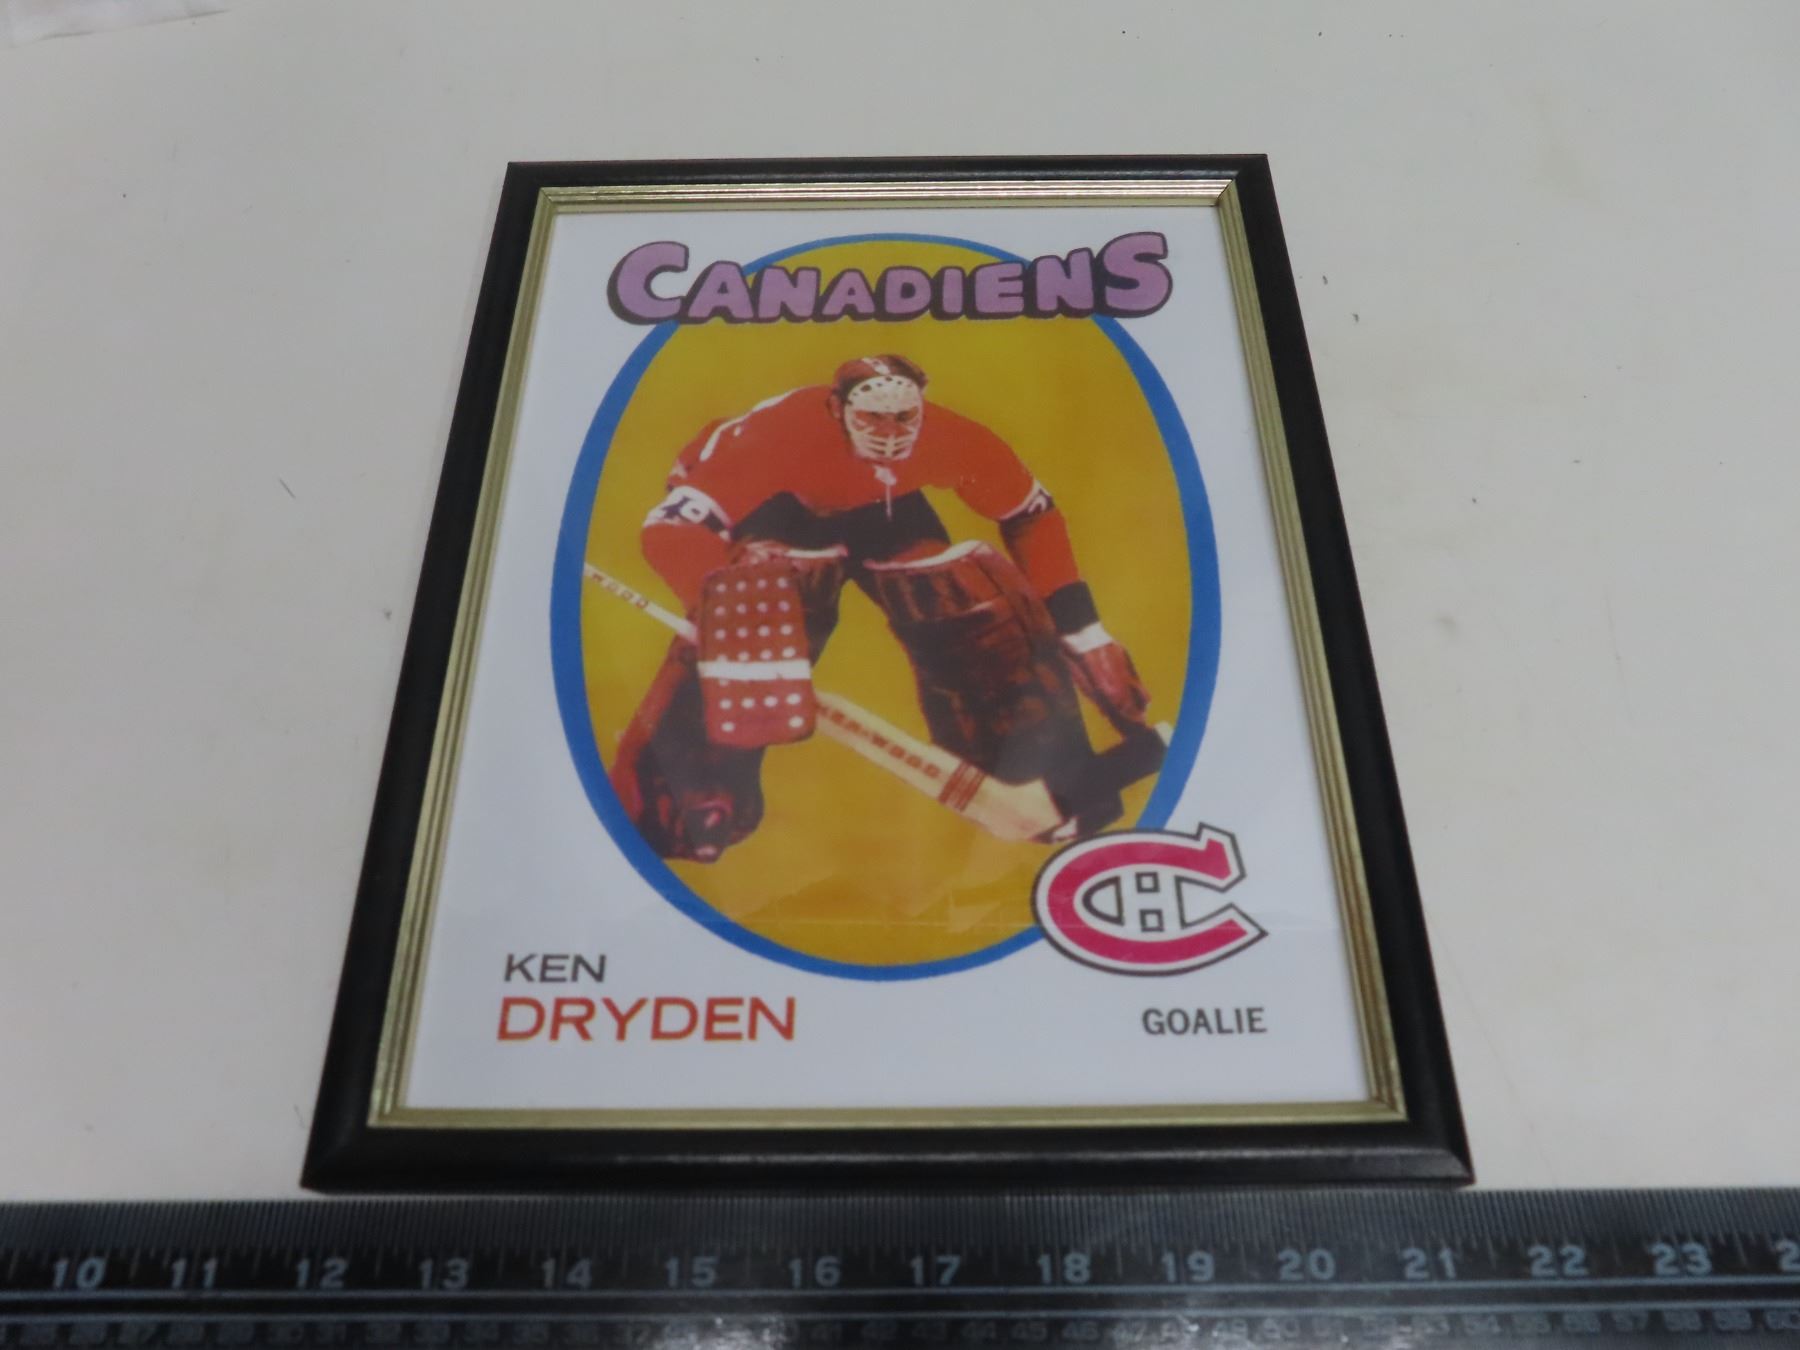 CANADIENS
KEN
DRYDEN
GOALIE
10 11 12 13 14 15 16 17 18 19 20 21 22 23